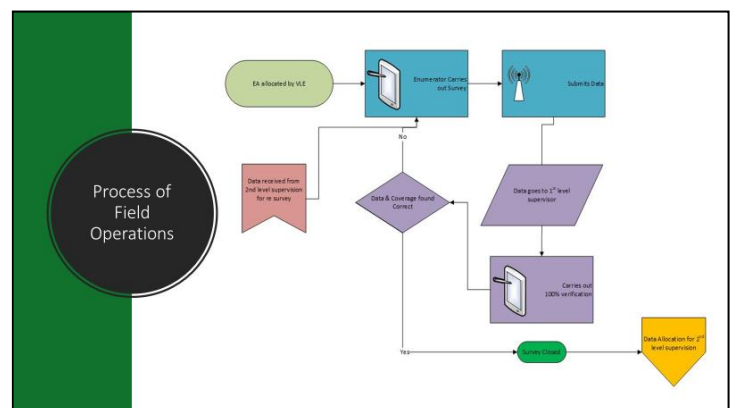 Process of
Field
Operations
EA allocated by VLE
Enumerator Carries
out Survey
Submits Data
No
Data received from
2nd level supervision
for re survey
Data & Coverage found
Correct
Data goes to 1st level
supervisor
Carries out
100% verification
Yes
Survey Closed
Data Allocation for 2nd
level supervision